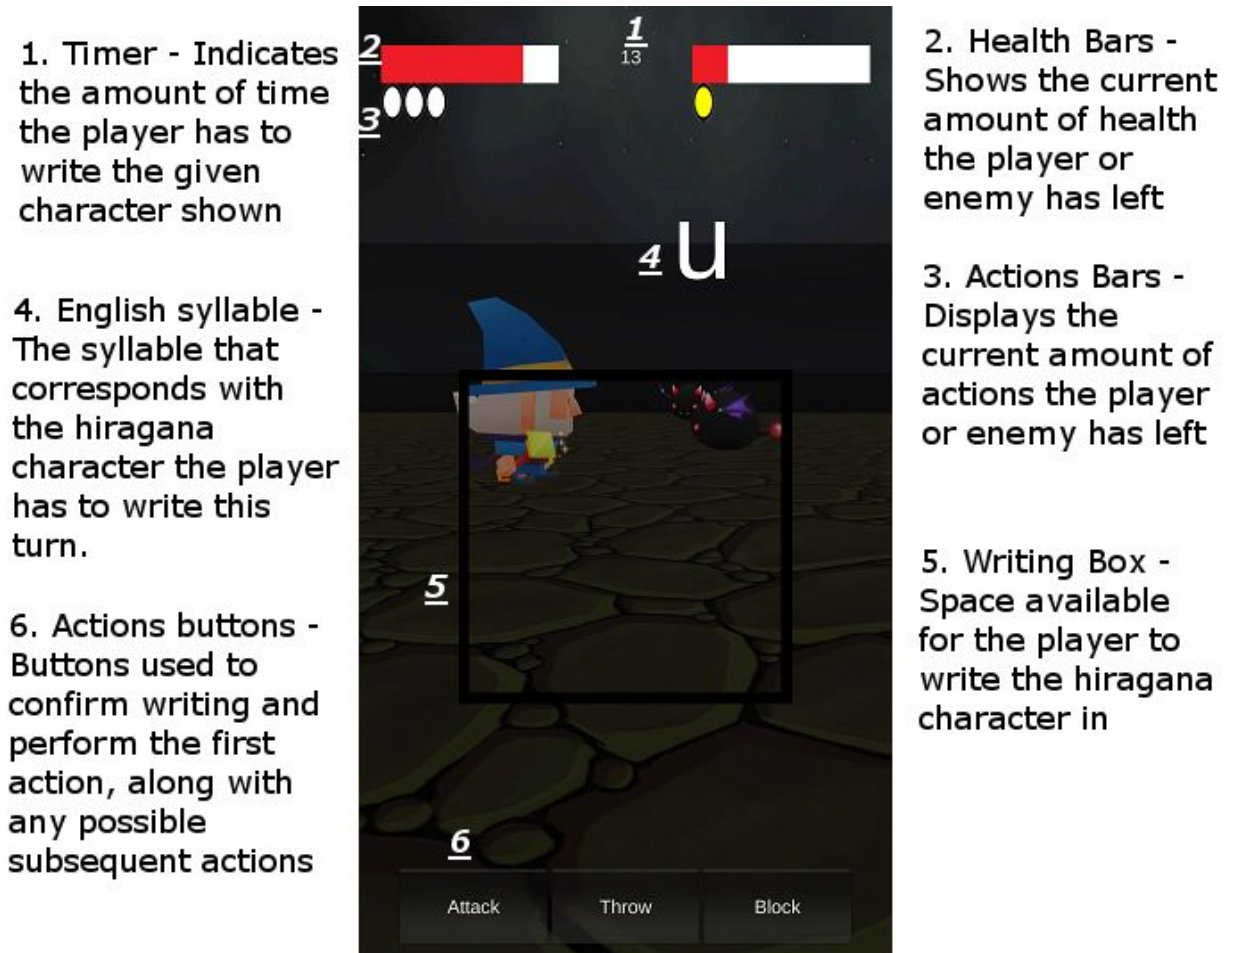 1. Timer - Indicates
the amount of time
the player has to
write the given
character shown
4. English syllable -
The syllable that
corresponds with
the hiragana
character the player
has to write this
turn.
6. Actions buttons -
Buttons used to
confirm writing and
perform the first
action, along with
any possible
subsequent actions
1
2
13
3
4 u
5
6
Attack Throw Block
2. Health Bars -
Shows the current
amount of health
the player or
enemy has left
3. Actions Bars -
Displays the
current amount of
actions the player
or enemy has left
5. Writing Box -
Space available
for the player to
write the hiragana
character in